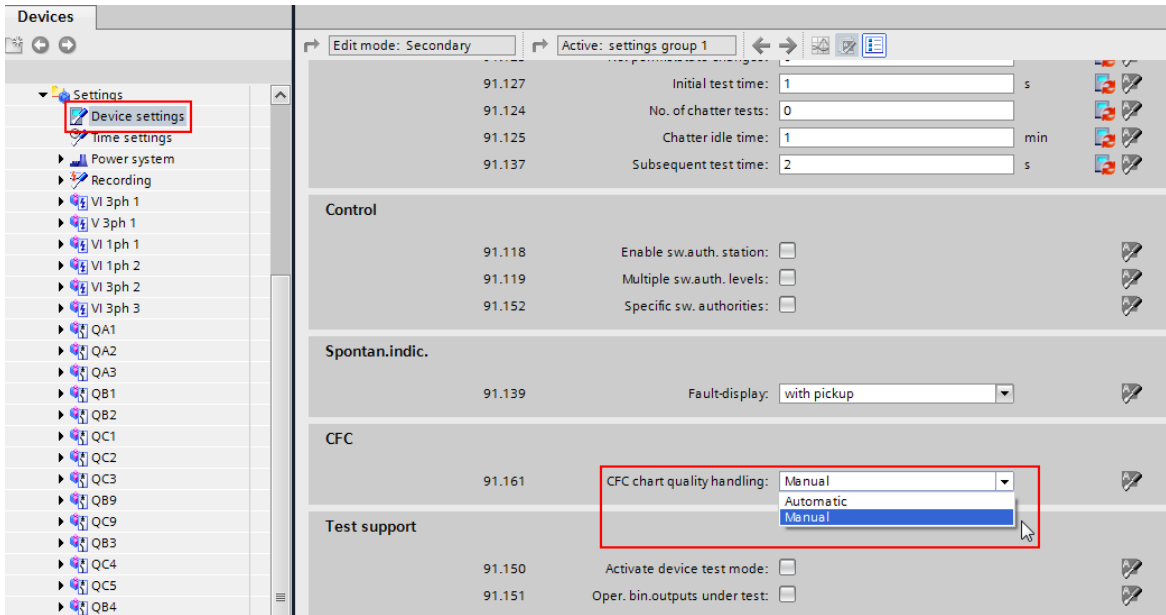 Devices
Edit mode: Secondary
Active: settings group 1
Settings
Device settings
Time settings
Power system
Recording
VI 3ph 1
V 3ph 1
VI 1ph 1
VI 1ph 2
VI 3ph 2
VI 3ph 3
QA1
QA2
QA3
QB1
QB2
QC1
QC2
QC3
QB9
QC9
QB3
QC4
QC5
QB4
91.127 Initial test time: 1 s
91.124 No. of chatter tests: 0
91.125 Chatter idle time: 1 min
91.137 Subsequent test time: 2 s
Control
91.118 Enable sw.auth. station:
91.119 Multiple sw.auth. levels:
91.152 Specific sw. authorities:
Spontan.indic.
91.139 Fault-display: with pickup
CFC
91.161 CFC chart quality handling: Manual
Automatic
Manual
Test support
91.150 Activate device test mode:
91.151 Oper. bin.outputs under test: